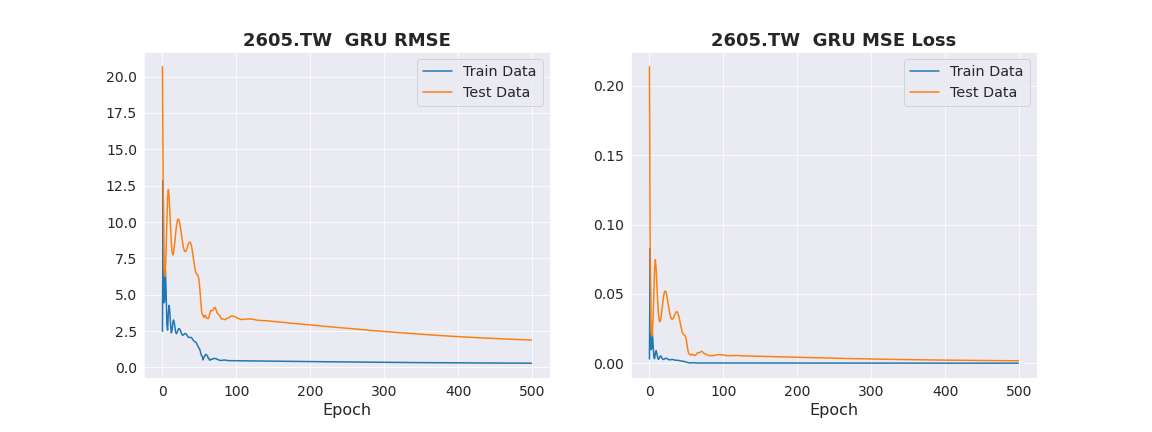 2605.TW  GRU RMSE
20.0
17.5
15.0
12.5
10.0
7.5
5.0
2.5
0.0
0 100 200 300 400 500
Epoch
Train Data
Test Data
2605.TW  GRU MSE Loss
0.20
0.15
0.10
0.05
0.00
0 100 200 300 400 500
Epoch
Train Data
Test Data